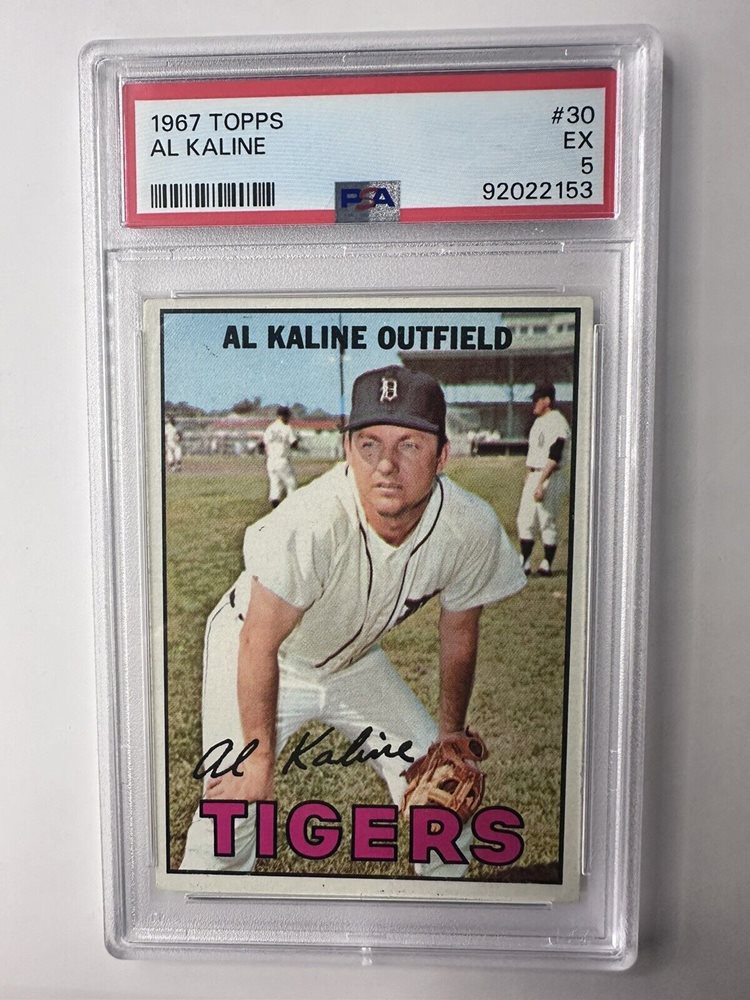 1967 TOPPS #30
AL KALINE EX
5
92022153
PSA
AL KALINE OUTFIELD
D
Al Kaline
TIGERS